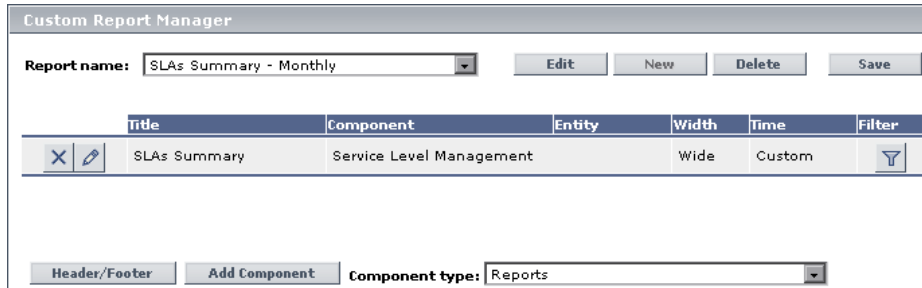 Custom Report Manager
Report name: SLAs Summary - Monthly Edit New Delete Save
Title Component Entity Width Time Filter
SLAs Summary Service Level Management Wide Custom
Header/Footer Add Component Component type: Reports